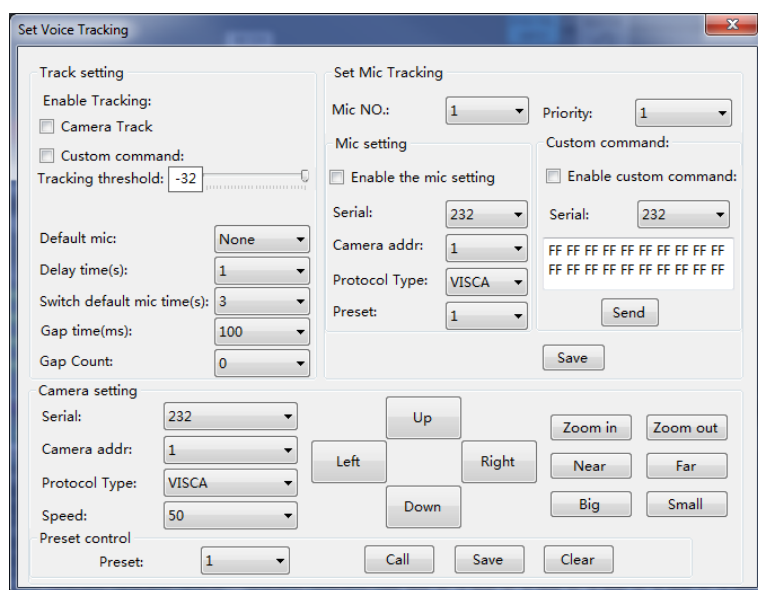 Set Voice Tracking
Track setting
Enable Tracking:
Camera Track
Custom command:
Tracking threshold: -32
Default mic: None
Delay time(s): 1
Switch default mic time(s): 3
Gap time(ms): 100
Gap Count: 0
Set Mic Tracking
Mic NO.: 1 Priority: 1
Mic setting
Enable the mic setting
Serial: 232
Camera addr: 1
Protocol Type: VISCA
Preset: 1
Custom command:
Enable custom command:
Serial: 232
FF FF FF FF FF FF FF FF FF FF
FF FF FF FF FF FF FF FF FF FF
Send
Save
Camera setting
Serial: 232
Camera addr: 1
Protocol Type: VISCA
Speed: 50
Up
Left Right
Down
Zoom in Zoom out
Near Far
Big Small
Preset control
Preset: 1 Call Save Clear